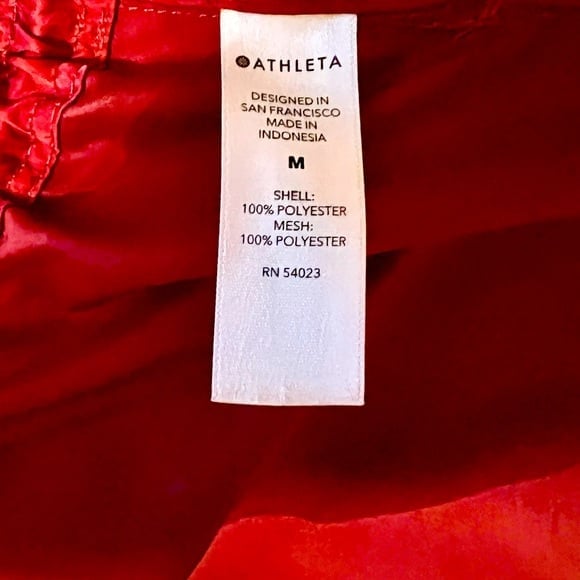 ATHLETA
DESIGNED IN
SAN FRANCISCO
MADE IN
INDONESIA
M
SHELL:
100% POLYESTER
MESH:
100% POLYESTER
RN 54023